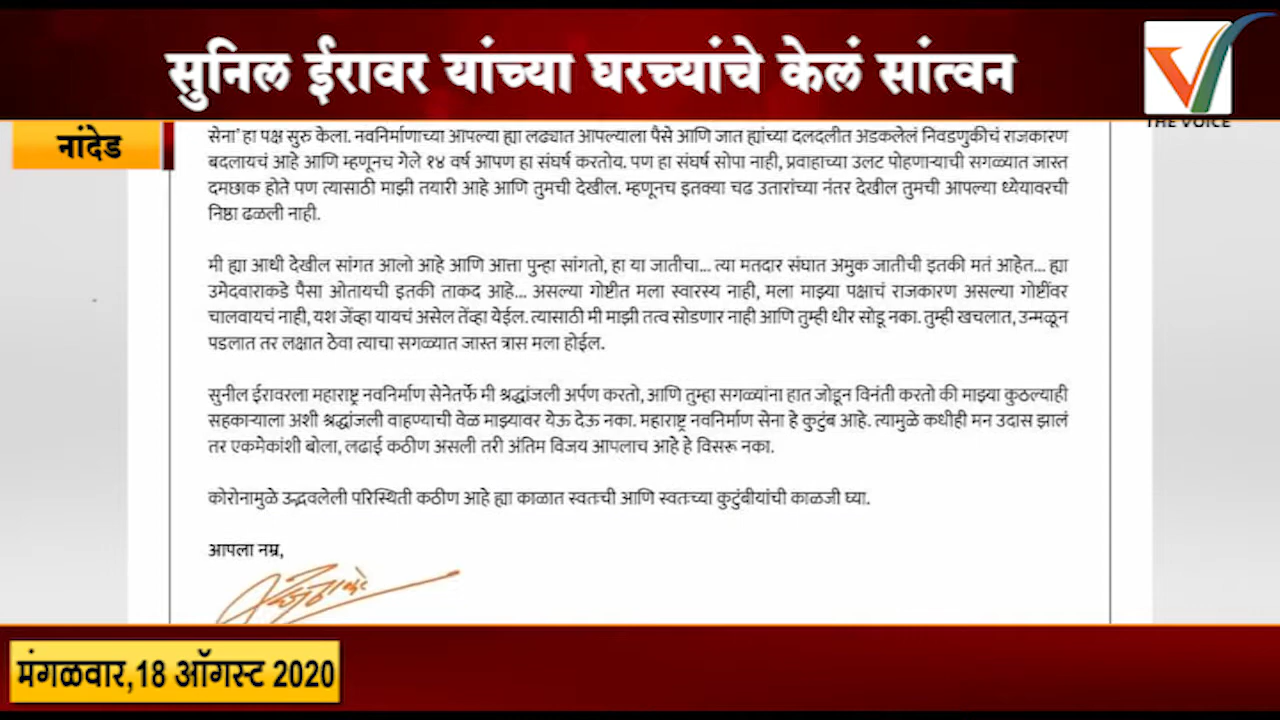 सुनिल ईरावर यांच्या घरच्यांचे केलं सांत्वन
THE VOICE
नांदेड
सेना' हा पक्ष सुरु केला. नवनिर्माणाच्या आपल्या ह्या लढ्यात आपल्याला पैसे आणि जात ह्यांच्या दलदलीत अडकलेलं निवडणुकीचं राजकारण
बदलायचं आहे आणि म्हणूनच गेले १४ वर्ष आपण हा संघर्ष करतोय. पण हा संघर्ष सोपा नाही, प्रवाहाच्या उलट पोहणाऱ्याची सगळ्यात जास्त
दमछाक होते पण त्यासाठी माझी तयारी आहे आणि तुमची देखील. म्हणूनच इतक्या चढ उतारांच्या नंतर देखील तुमची आपल्या ध्येयावरची
निष्ठा ढळली नाही.
मी ह्या आधी देखील सांगत आलो आहे आणि आत्ता पुन्हा सांगतो, हा या जातीचा... त्या मतदार संघात अमुक जातीची इतकी मतं आहेत... ह्या
उमेदवाराकडे पैसा ओतायची इतकी ताकद आहे... असल्या गोष्टीत मला स्वारस्य नाही, मला माझ्या पक्षाचं राजकारण असल्या गोष्टींवर
चालवायचं नाही, यश जेंव्हा यायचं असेल तेंव्हा येईल. त्यासाठी मी माझी तत्व सोडणार नाही आणि तुम्ही धीर सोडू नका. तुम्ही खचलात, उन्मळून
पडलात तर लक्षात ठेवा त्याचा सगळ्यात जास्त त्रास मला होईल.
सुनील ईरावरला महाराष्ट्र नवनिर्माण सेनेतर्फे मी श्रद्धांजली अर्पण करतो, आणि तुम्हा सगळ्यांना हात जोडून विनंती करतो की माझ्या कुठल्याही
सहकाऱ्याला अशी श्रद्धांजली वाहण्याची वेळ माझ्यावर येऊ देऊ नका. महाराष्ट्र नवनिर्माण सेना हे कुटुंब आहे. त्यामुळे कधीही मन उदास झालं
तर एकमेकांशी बोला, लढाई कठीण असली तरी अंतिम विजय आपलाच आहे हे विसरू नका.
कोरोनामुळे उद्भवलेली परिस्थिती कठीण आहे ह्या काळात स्वतःची आणि स्वतःच्या कुटुंबीयांची काळजी घ्या.
आपला नम्र,
मंगळवार,18 ऑगस्ट 2020